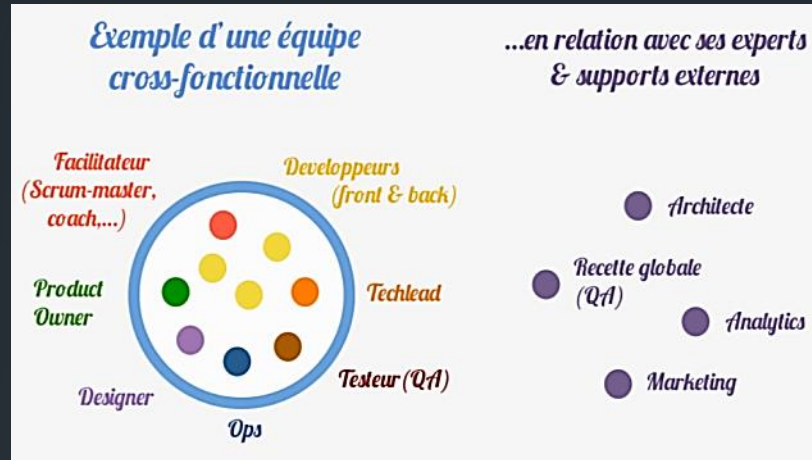 Exemple d'une équipe
cross-fonctionnelle
...en relation avec ses experts
& supports externes
Facilitateur
(Scrum-master,
coach,...)
Developpeurs
(front & back)
Product
Owner
Techlead
Designer
Testeur (QA)
Ops
Architecte
Recette globale
(QA)
Analytics
Marketing